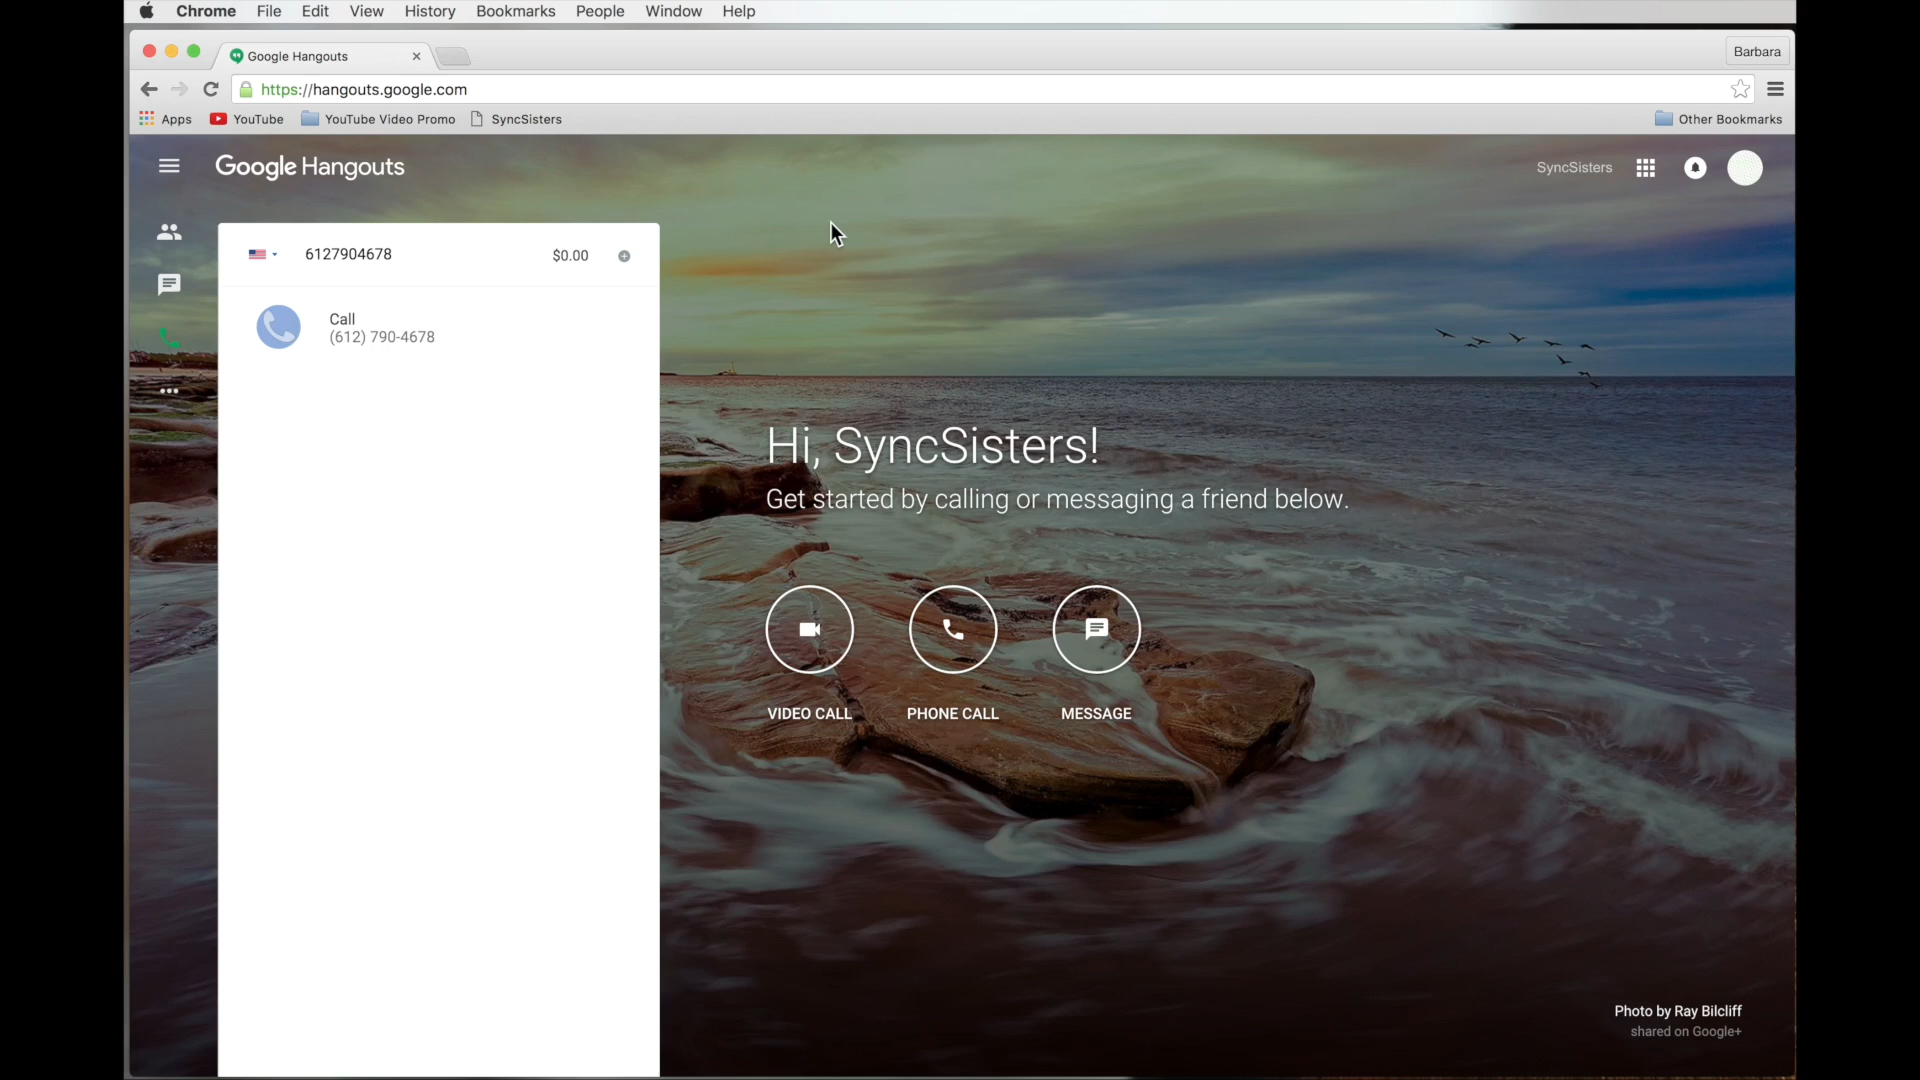 Chrome File Edit View History Bookmarks People Window Help
Google Hangouts
Barbara
https://hangouts.google.com
Apps YouTube YouTube Video Promo SyncSisters Other Bookmarks
Google Hangouts
SyncSisters
6127904678 $0.00
Call
(612) 790-4678
Hi, SyncSisters!
Get started by calling or messaging a friend below.
VIDEO CALL PHONE CALL MESSAGE
Photo by Ray Bilcliff
shared on Google+